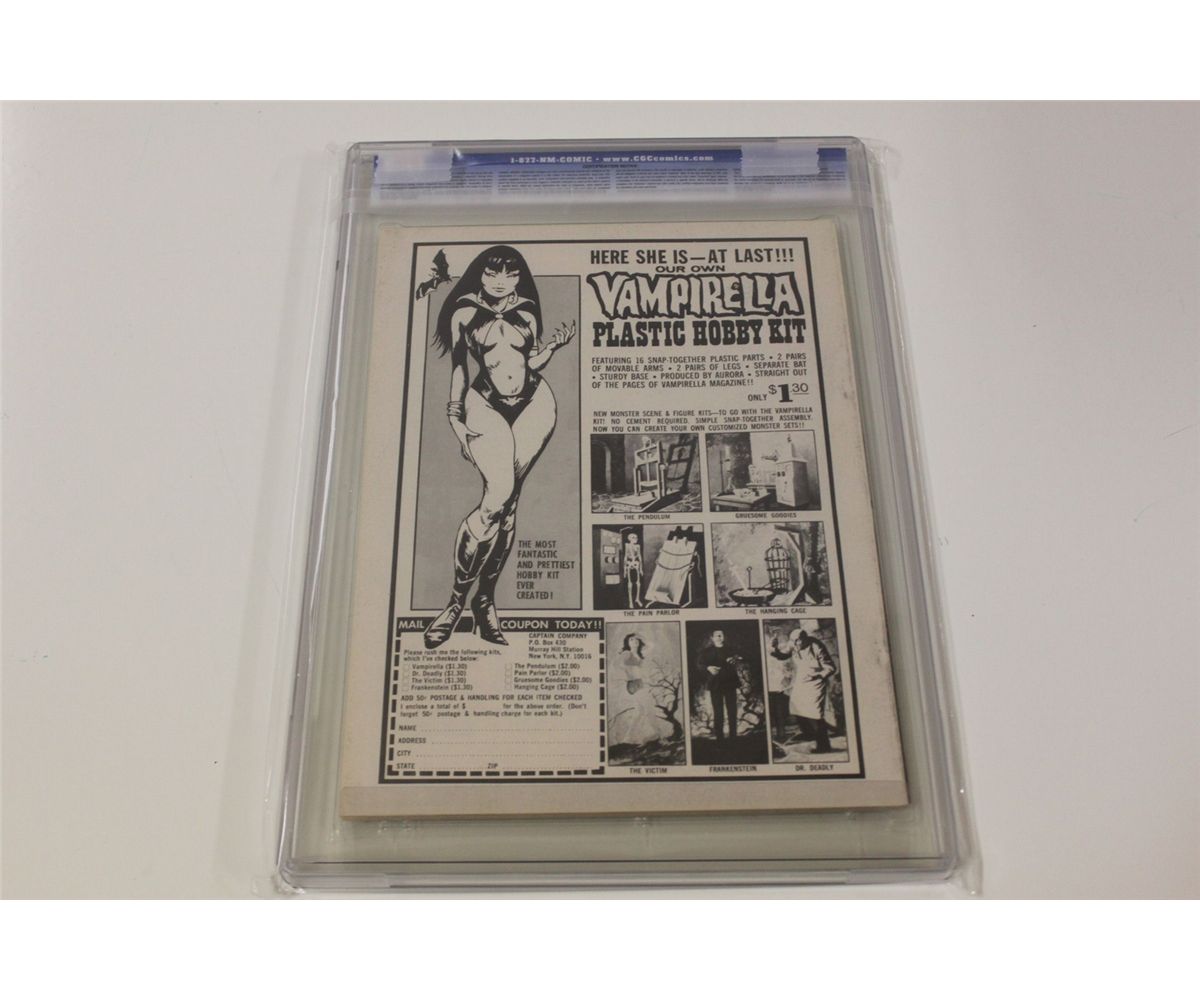 1-877-NM-COMIC • www.CGCcomics.com
CERTIFICATION NOTICE
HERE SHE IS—AT LAST!!!
OUR OWN
VAMPIRELLA
PLASTIC HOBBY KIT
FEATURING 16 SNAP-TOGETHER PLASTIC PARTS • 2 PAIRS
OF MOVABLE ARMS • 2 PAIRS OF LEGS • SEPARATE BAT
• STURDY BASE • PRODUCED BY AURORA • STRAIGHT OUT
OF THE PAGES OF VAMPIRELLA MAGAZINE!!
ONLY $1.30
NEW MONSTER SCENE & FIGURE KITS—TO GO WITH THE VAMPIRELLA
KIT! NO CEMENT REQUIRED. SIMPLE SNAP-TOGETHER ASSEMBLY.
NOW YOU CAN CREATE YOUR OWN CUSTOMIZED MONSTER SETS!!
THE PENDULUM
GRUESOME GOODIES
THE MOST
FANTASTIC
AND PRETTIEST
HOBBY KIT
EVER
CREATED!
THE PAIN PARLOR
THE HANGING CAGE
MAIL COUPON TODAY!!
CAPTAIN COMPANY
P.O. Box 430
Murray Hill Station
New York, N.Y. 10016
Please rush me the following kits,
which I've checked below:
Vampirella ($1.30)
Dr. Deadly ($1.30)
The Victim ($1.30)
Frankenstein ($1.30)
The Pendulum ($2.00)
Pain Parlor ($2.00)
Gruesome Goodies ($2.00)
Hanging Cage ($2.00)
ADD 50¢ POSTAGE & HANDLING FOR EACH ITEM CHECKED
I enclose a total of $ for the above order. (Don't
forget 50¢ postage & handling charge for each kit.)
NAME
ADDRESS
CITY
STATE ZIP
THE VICTIM
FRANKENSTEIN
DR. DEADLY